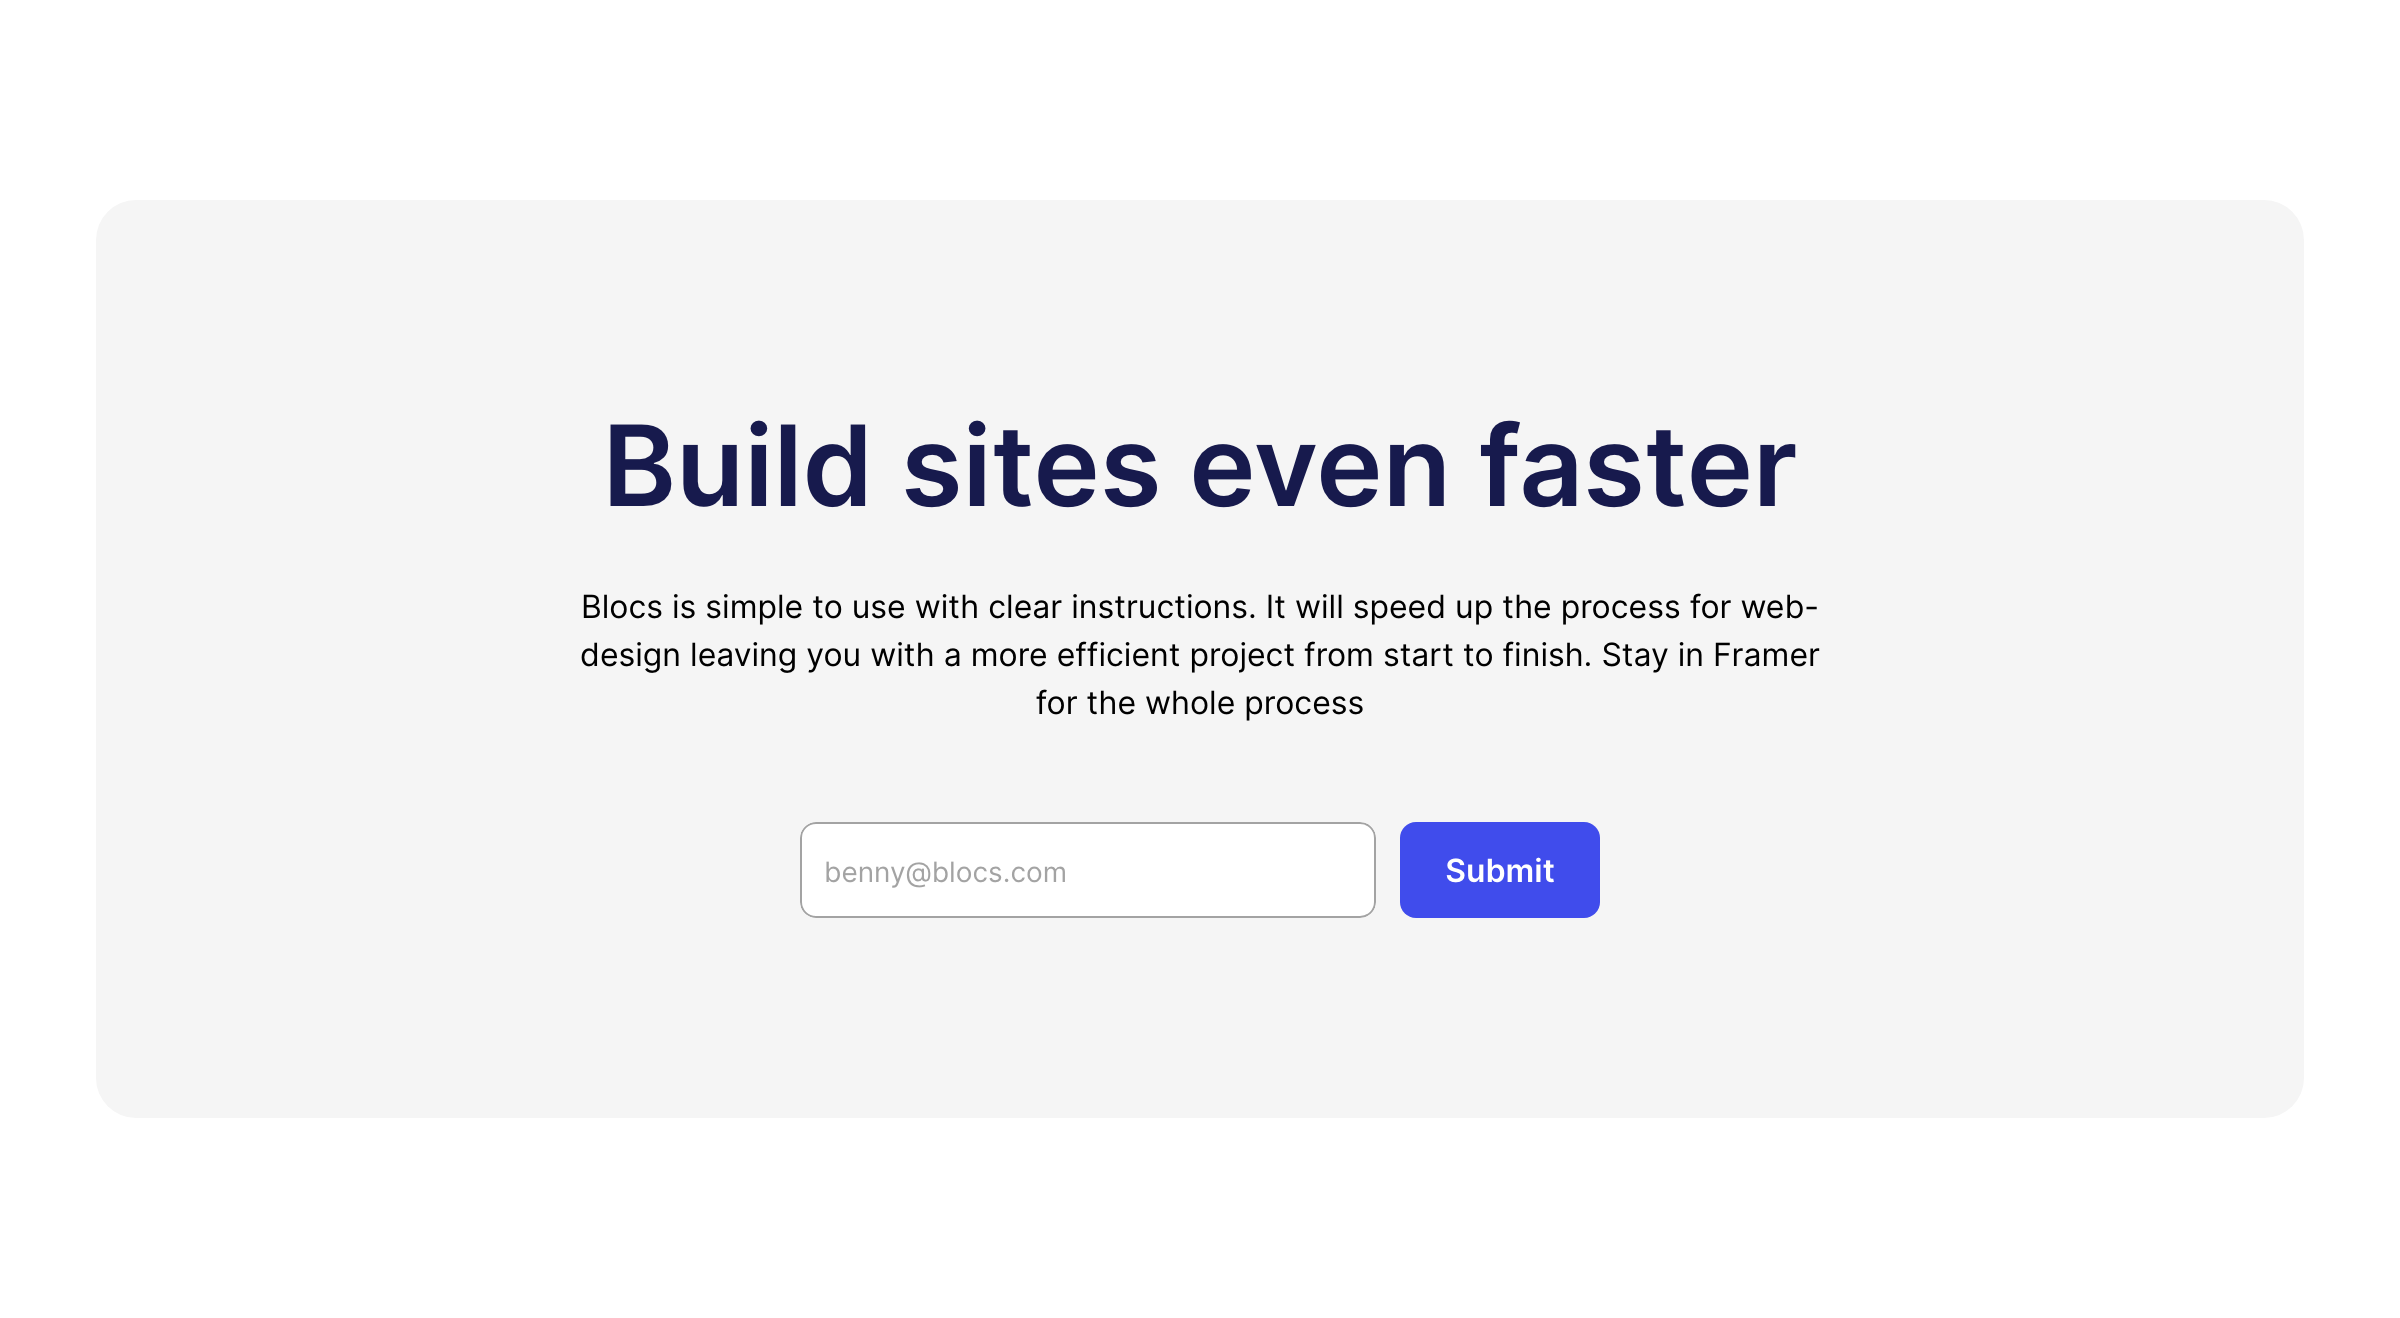 Build sites even faster
Blocs is simple to use with clear instructions. It will speed up the process for web-
design leaving you with a more efficient project from start to finish. Stay in Framer
for the whole process
benny@blocs.com
Submit